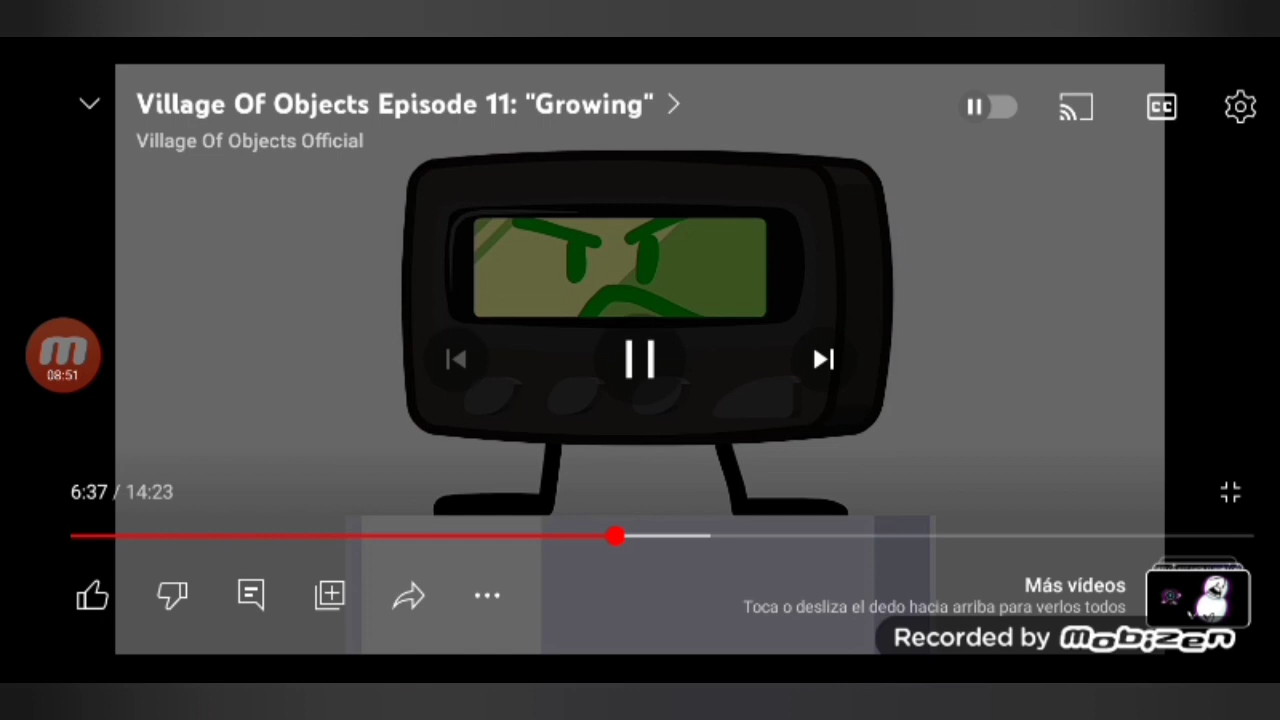 Village Of Objects Episode 11: "Growing"
Village Of Objects Official
CC
08:51
6:37 / 14:23
Más vídeos
Toca o desliza el dedo hacia arriba para verlos todos
Recorded by mobizen